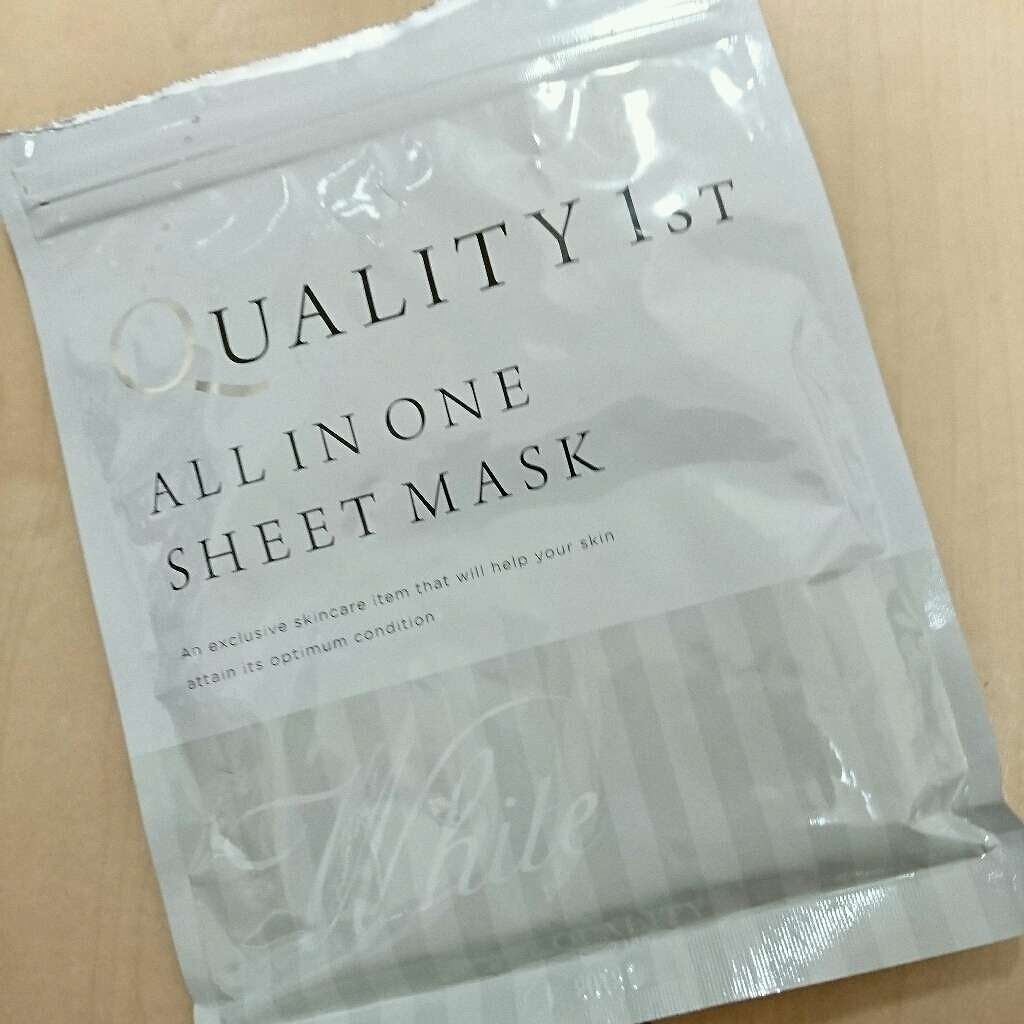 QUALITY 1ST
ALL IN ONE
SHEET MASK
An exclusive skincare item that will help your skin
attain its optimum condition
White
QUALITY